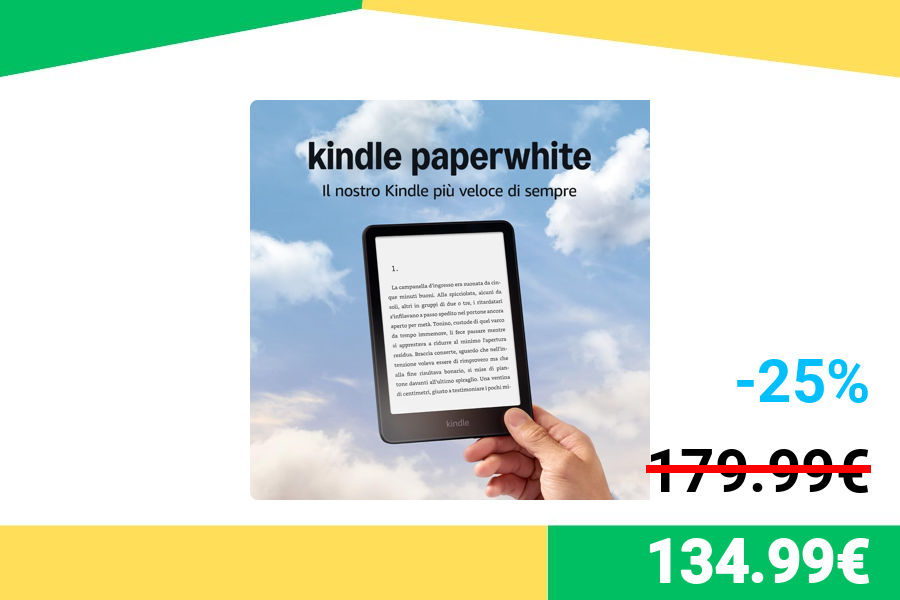 kindle paperwhite
Il nostro Kindle più veloce di sempre
1.
La campanella d'ingresso era suonata da cin-
que minuti buoni. Alla spicciolata, alcuni da
soli, altri in gruppi di due o tre, i ritardatari
s'infilavano a passo spedito nel portone ancora
aperto per metà. Tonino, custode di quel varco
da tempo immemore, li fece passare mentre
si apprestava a ridurre al minimo l'apertura
residua. Braccia conserte, sguardo che nell'in-
tenzione voleva essere di rimprovero ma che
alla fine risultava bonario, si mise di pian-
tone davanti all'ultimo spiraglio. Una ventina
di centimetri, giusto a testimoniare i pochi mi-
kindle
-25%
179.99€
134.99€